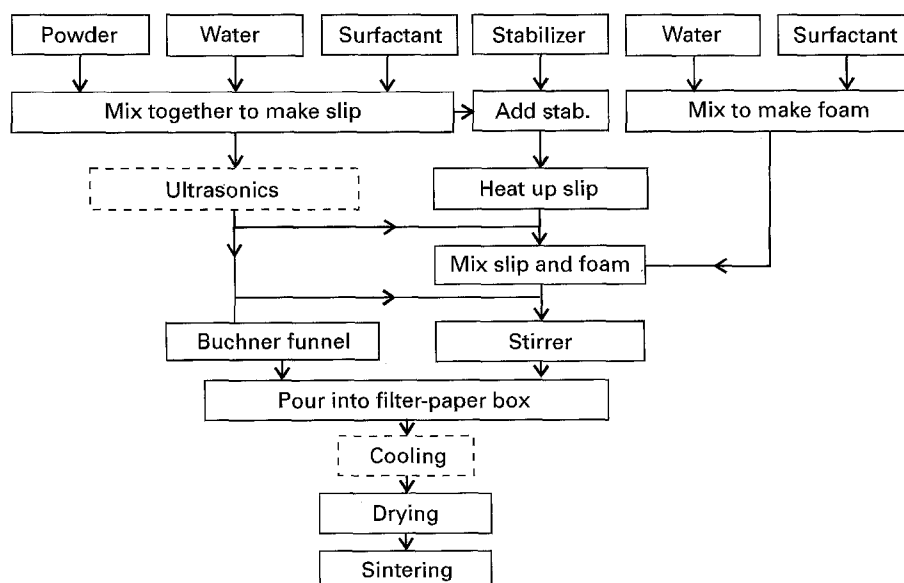 Powder
Water
Surfactant
Stabilizer
Water
Surfactant
Mix together to make slip
Add stab.
Mix to make foam
Ultrasonics
Heat up slip
Mix slip and foam
Buchner funnel
Stirrer
Pour into filter-paper box
Cooling
Drying
Sintering